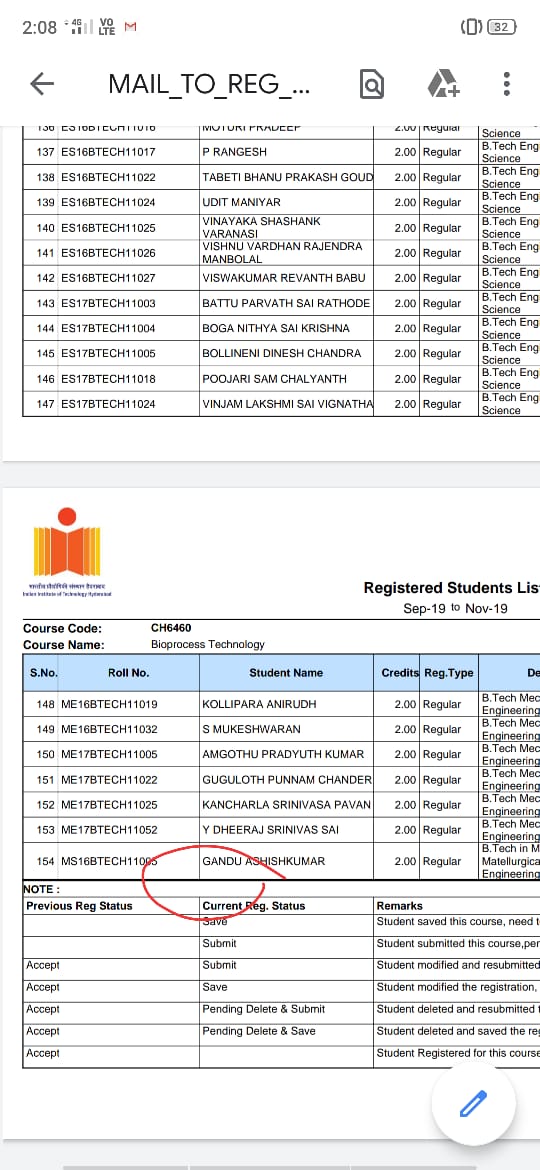 2:08 4G VO LTE M 32
MAIL_TO_REG_...
136 ES16BTECH11016 MOTURI PRADEEP 2.00 Regular Science
137 ES16BTECH11017 P RANGESH 2.00 Regular B.Tech Engi Science
138 ES16BTECH11022 TABETI BHANU PRAKASH GOUD 2.00 Regular B.Tech Engi Science
139 ES16BTECH11024 UDIT MANIYAR 2.00 Regular B.Tech Engi Science
140 ES16BTECH11025 VINAYAKA SHASHANK VARANASI 2.00 Regular B.Tech Engi Science
141 ES16BTECH11026 VISHNU VARDHAN RAJENDRA MANBOLAL 2.00 Regular B.Tech Engi Science
142 ES16BTECH11027 VISWAKUMAR REVANTH BABU 2.00 Regular B.Tech Engi Science
143 ES17BTECH11003 BATTU PARVATH SAI RATHODE 2.00 Regular B.Tech Engi Science
144 ES17BTECH11004 BOGA NITHYA SAI KRISHNA 2.00 Regular B.Tech Engi Science
145 ES17BTECH11005 BOLLINENI DINESH CHANDRA 2.00 Regular B.Tech Engi Science
146 ES17BTECH11018 POOJARI SAM CHALYANTH 2.00 Regular B.Tech Engi Science
147 ES17BTECH11024 VINJAM LAKSHMI SAI VIGNATHA 2.00 Regular B.Tech Engi Science
भारतीय प्रौद्योगिकी संस्थान हैदराबाद
Indian Institute of Technology Hyderabad
Registered Students Lis
Sep-19 to Nov-19
Course Code: CH6460
Course Name: Bioprocess Technology
S.No. Roll No. Student Name Credits Reg.Type De
148 ME16BTECH11019 KOLLIPARA ANIRUDH 2.00 Regular B.Tech Mec Engineering
149 ME16BTECH11032 S MUKESHWARAN 2.00 Regular B.Tech Mec Engineering
150 ME17BTECH11005 AMGOTHU PRADYUTH KUMAR 2.00 Regular B.Tech Mec Engineering
151 ME17BTECH11022 GUGULOTH PUNNAM CHANDER 2.00 Regular B.Tech Mec Engineering
152 ME17BTECH11025 KANCHARLA SRINIVASA PAVAN 2.00 Regular B.Tech Mec Engineering
153 ME17BTECH11052 Y DHEERAJ SRINIVAS SAI 2.00 Regular B.Tech Mec Engineering
154 MS16BTECH11005 GANDU ASHISHKUMAR 2.00 Regular B.Tech in M Matellurgica Engineering
NOTE :
Previous Reg Status Current Reg. Status Remarks
Save Student saved this course, need t
Submit Student submitted this course,per
Accept Submit Student modified and resubmitted
Accept Save Student modified the registration,
Accept Pending Delete & Submit Student deleted and resubmitted t
Accept Pending Delete & Save Student deleted and saved the reg
Accept Student Registered for this course